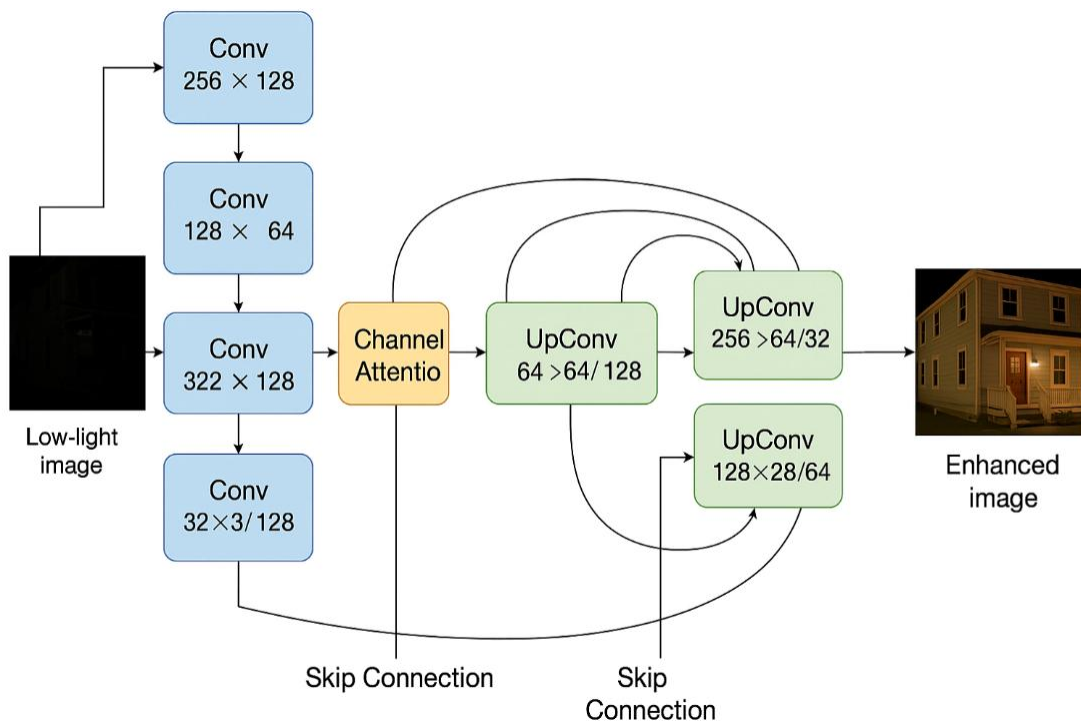 Conv
256 × 128
Conv
128 × 64
Low-light
image
Conv
322 × 128
Conv
32×3/128
Channel
Attentio
UpConv
64 >64/ 128
UpConv
256 >64/32
UpConv
128×28/64
Enhanced
image
Skip Connection
Skip
Connection